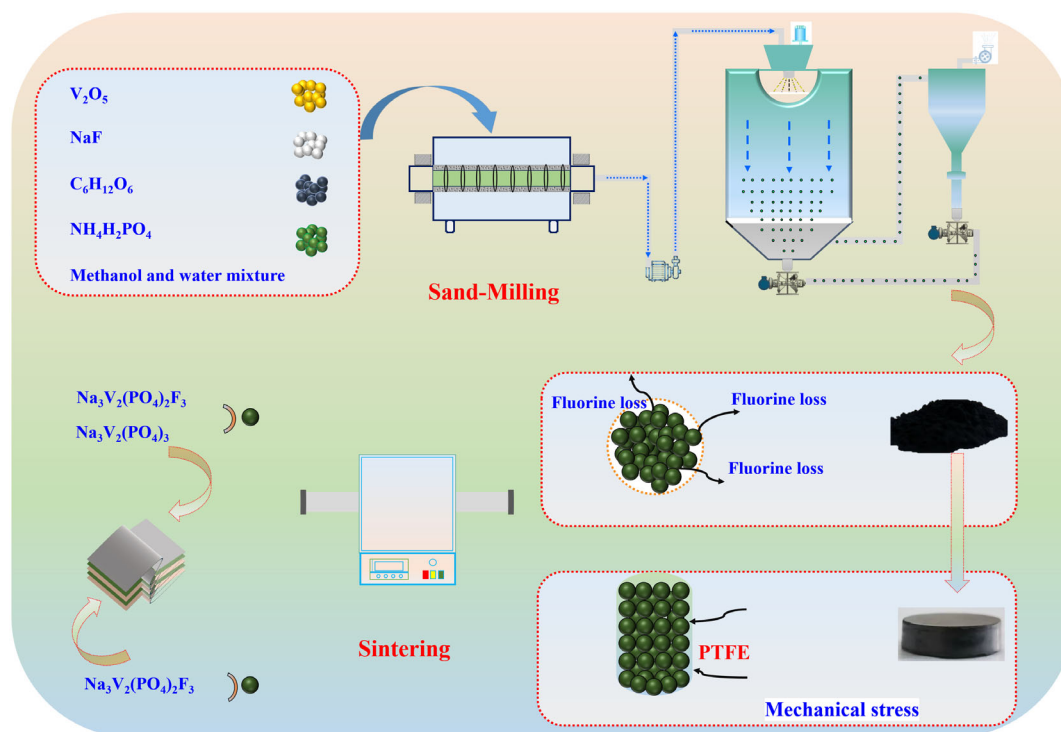 V₂O₅
NaF
C₆H₁₂O₆
NH₄H₂PO₄
Methanol and water mixture
Sand-Milling
Fluorine loss
Fluorine loss
Fluorine loss
Na₃V₂(PO₄)₂F₃
Na₃V₂(PO₄)₃
Sintering
PTFE
Mechanical stress
Na₃V₂(PO₄)₂F₃